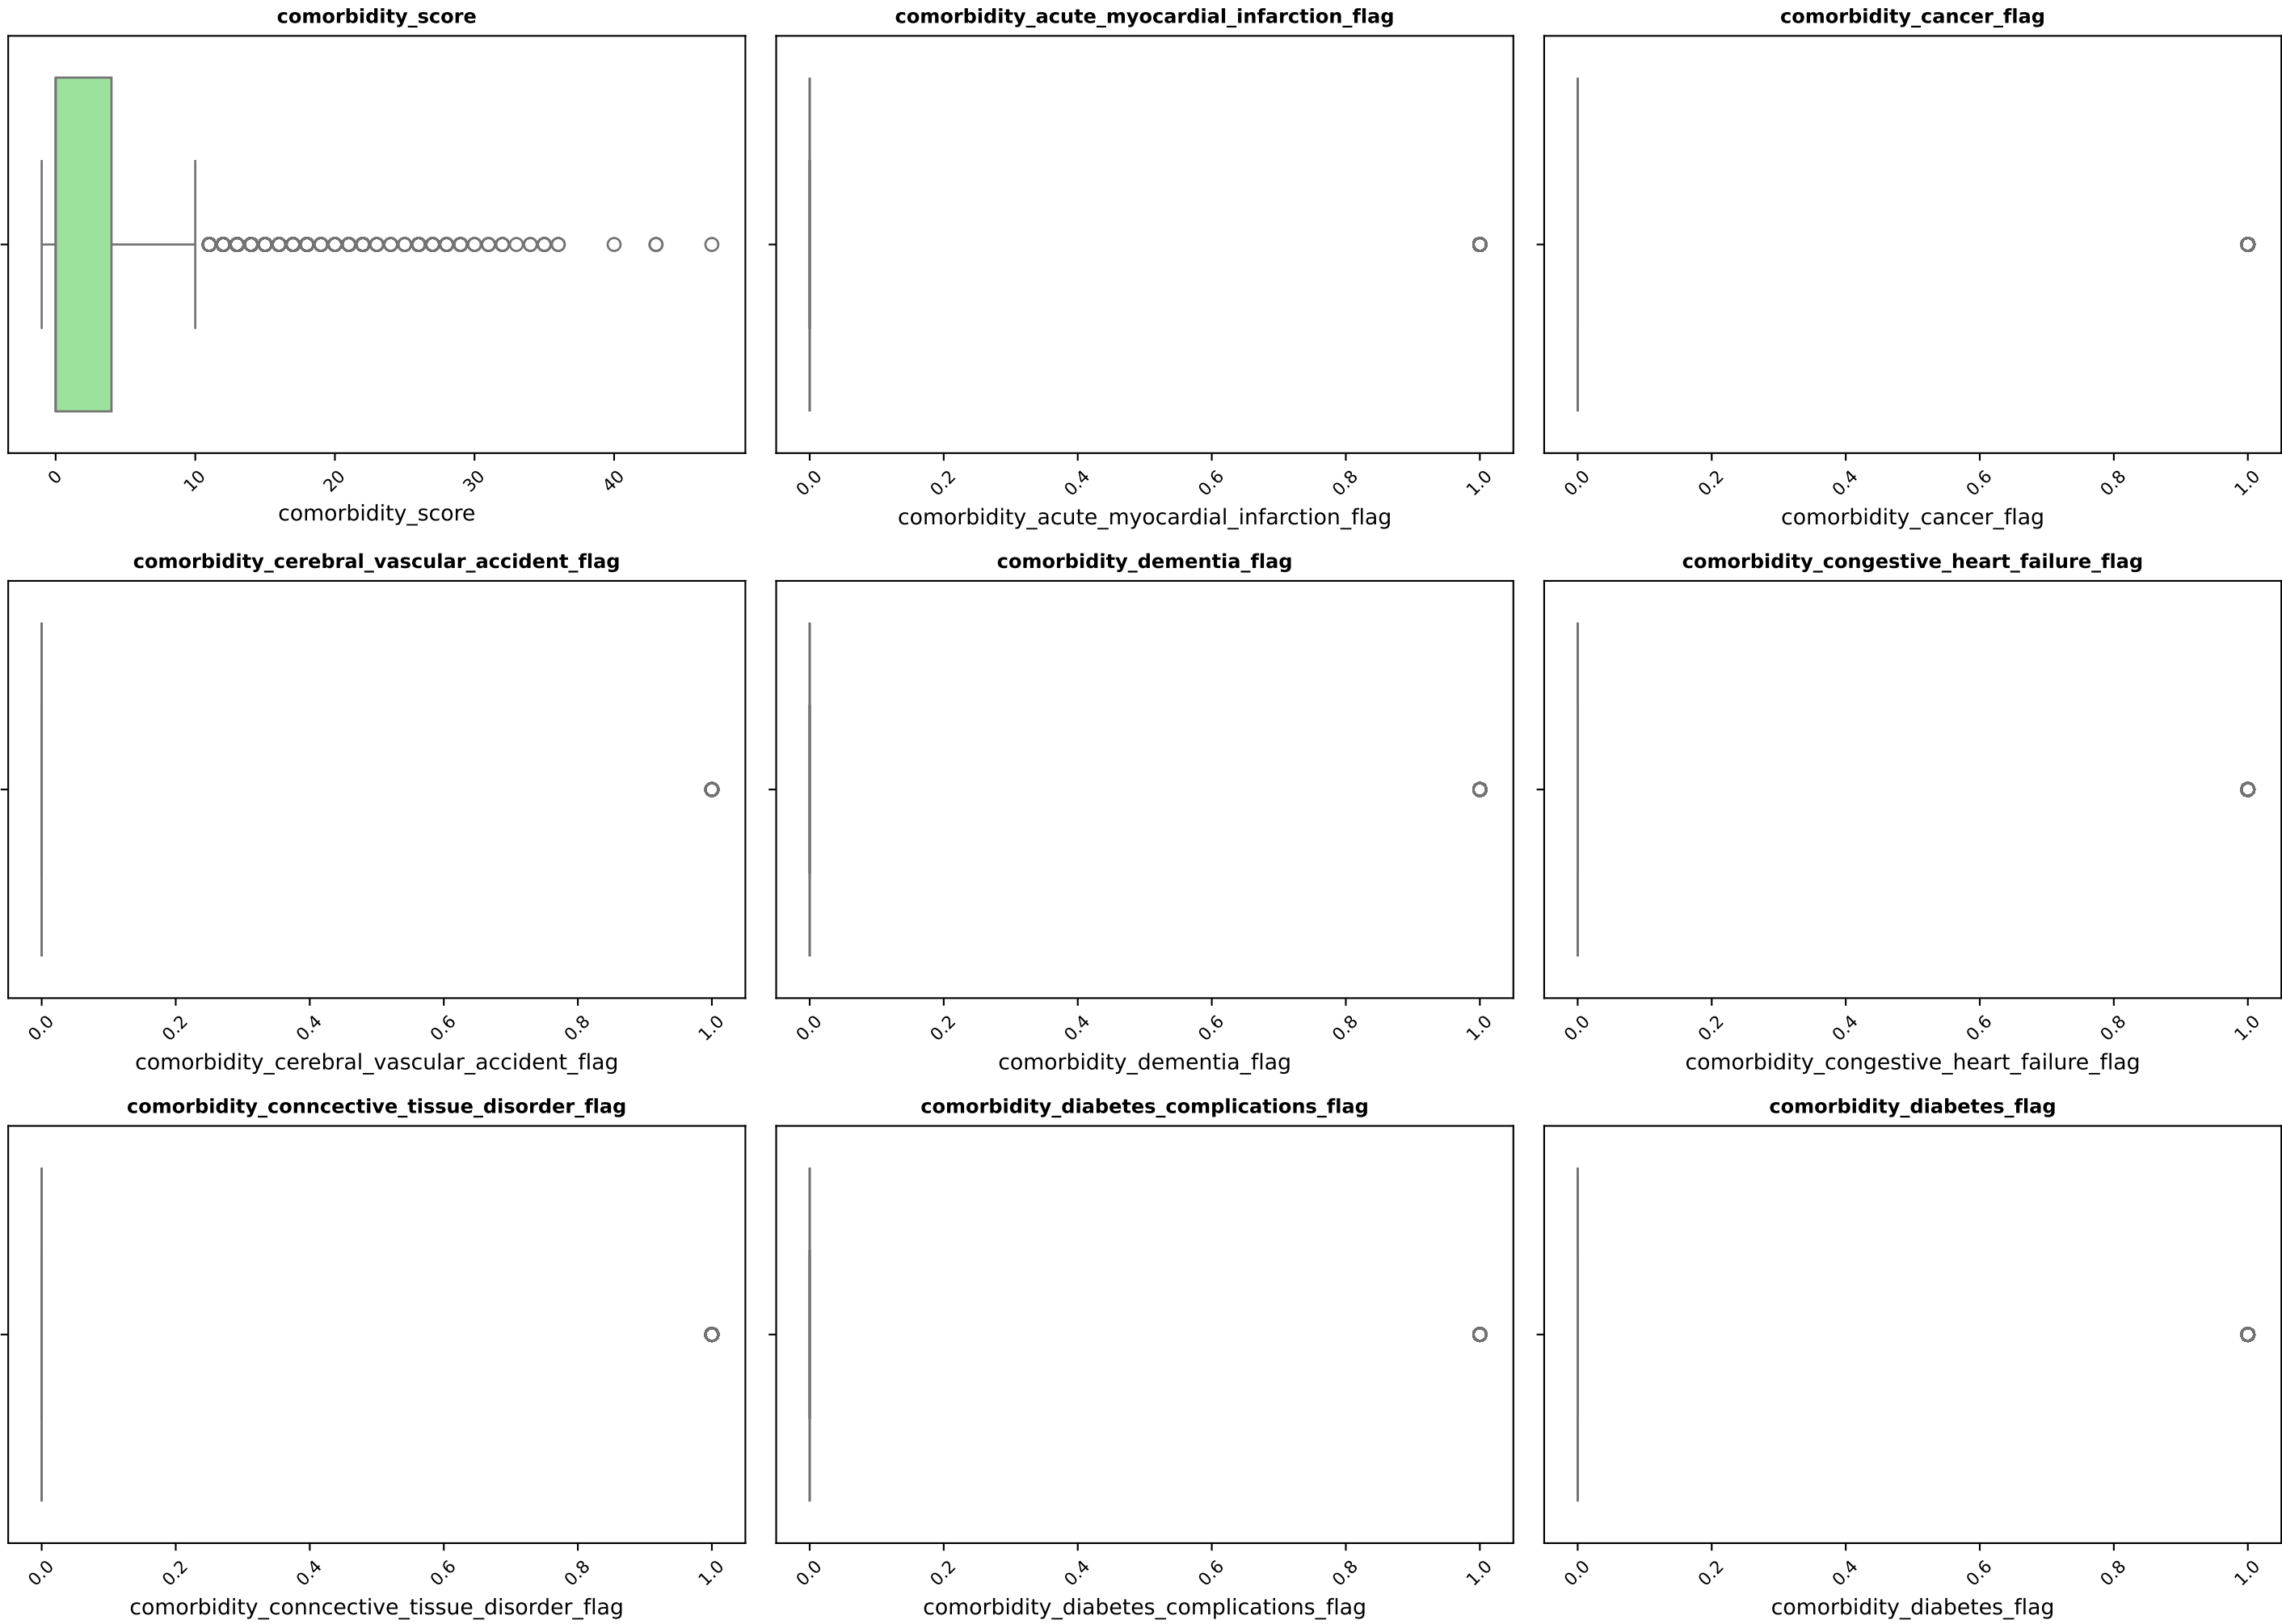 comorbidity_score comorbidity_acute_myocardial_infarction_flag comorbidity_cancer_flag
0 10 20 30 40 0.0 0.2 0.4 0.6 0.8 1.0 0.0 0.2 0.4 0.6 0.8 1.0
comorbidity_score comorbidity_acute_myocardial_infarction_flag comorbidity_cancer_flag
comorbidity_cerebral_vascular_accident_flag comorbidity_dementia_flag comorbidity_congestive_heart_failure_flag
0.0 0.2 0.4 0.6 0.8 1.0 0.0 0.2 0.4 0.6 0.8 1.0 0.0 0.2 0.4 0.6 0.8 1.0
comorbidity_cerebral_vascular_accident_flag comorbidity_dementia_flag comorbidity_congestive_heart_failure_flag
comorbidity_conncective_tissue_disorder_flag comorbidity_diabetes_complications_flag comorbidity_diabetes_flag
0.0 0.2 0.4 0.6 0.8 1.0 0.0 0.2 0.4 0.6 0.8 1.0 0.0 0.2 0.4 0.6 0.8 1.0
comorbidity_conncective_tissue_disorder_flag comorbidity_diabetes_complications_flag comorbidity_diabetes_flag